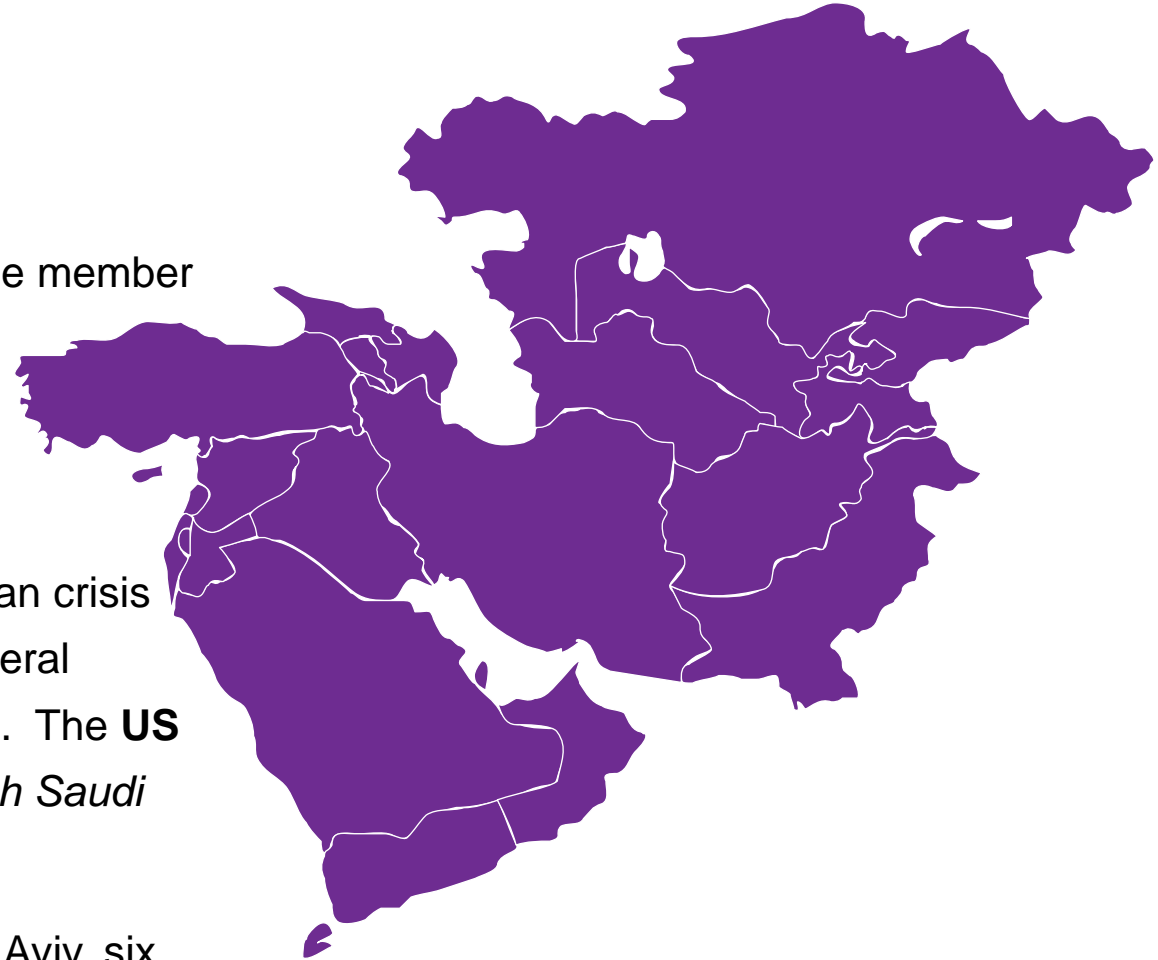 e member
an crisis
eral
. The US
h Saudi
Aviv, six